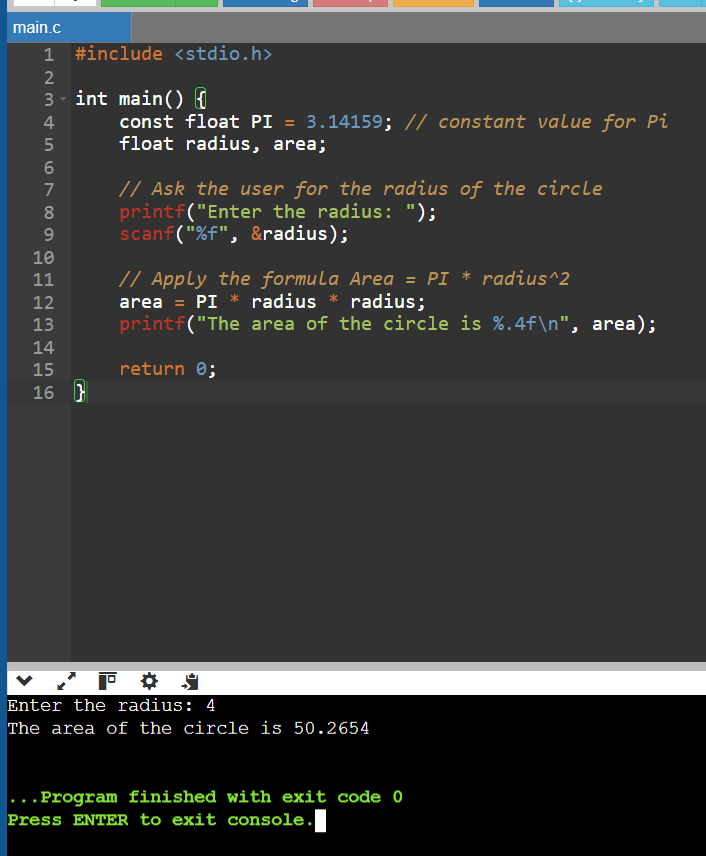 main.c
1 #include <stdio.h>
2
3 int main() {
4     const float PI = 3.14159; // constant value for Pi
5     float radius, area;
6
7     // Ask the user for the radius of the circle
8     printf("Enter the radius: ");
9     scanf("%f", &radius);
10
11     // Apply the formula Area = PI * radius^2
12     area = PI * radius * radius;
13     printf("The area of the circle is %.4f\n", area);
14
15     return 0;
16 }
Enter the radius: 4
The area of the circle is 50.2654
...Program finished with exit code 0
Press ENTER to exit console.